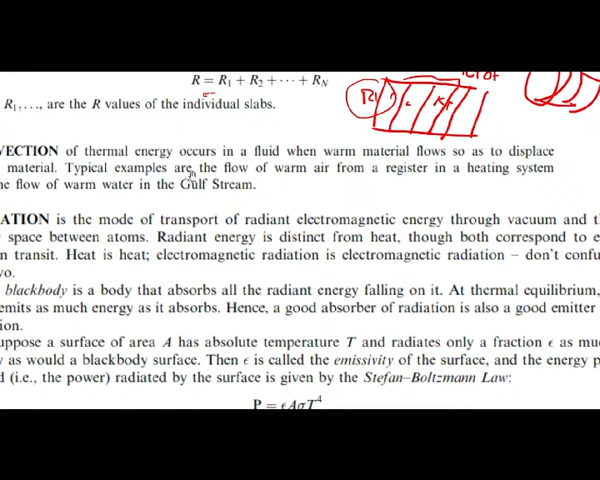 R = R₁ + R₂ + ⋯ + R_N
R₁,…, are the R values of the individual slabs.
VECTION of thermal energy occurs in a fluid when warm material flows so as to displace
material. Typical examples are the flow of warm air from a register in a heating system
he flow of warm water in the Gulf Stream.
ATION is the mode of transport of radiant electromagnetic energy through vacuum and th
space between atoms. Radiant energy is distinct from heat, though both correspond to e
n transit. Heat is heat; electromagnetic radiation is electromagnetic radiation – don't confu
vo.
blackbody is a body that absorbs all the radiant energy falling on it. At thermal equilibrium,
emits as much energy as it absorbs. Hence, a good absorber of radiation is also a good emitter
ion.
uppose a surface of area A has absolute temperature T and radiates only a fraction ϵ as muc
y as would a blackbody surface. Then ϵ is called the emissivity of the surface, and the energy p
d (i.e., the power) radiated by the surface is given by the Stefan–Boltzmann Law:
P = ϵAσT⁴